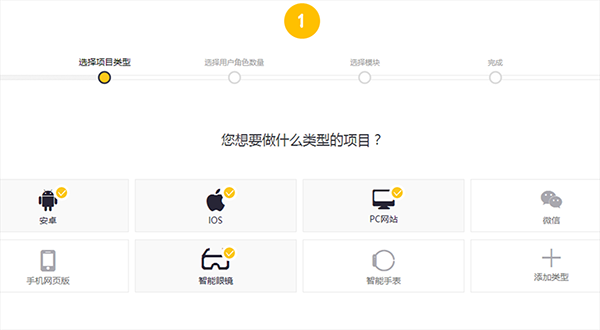 1
选择项目类型 选择用户角色数量 选择模块 完成
您想要做什么类型的项目？
安卓 IOS PC网站 微信
手机网页版 智能眼镜 智能手表 添加类型